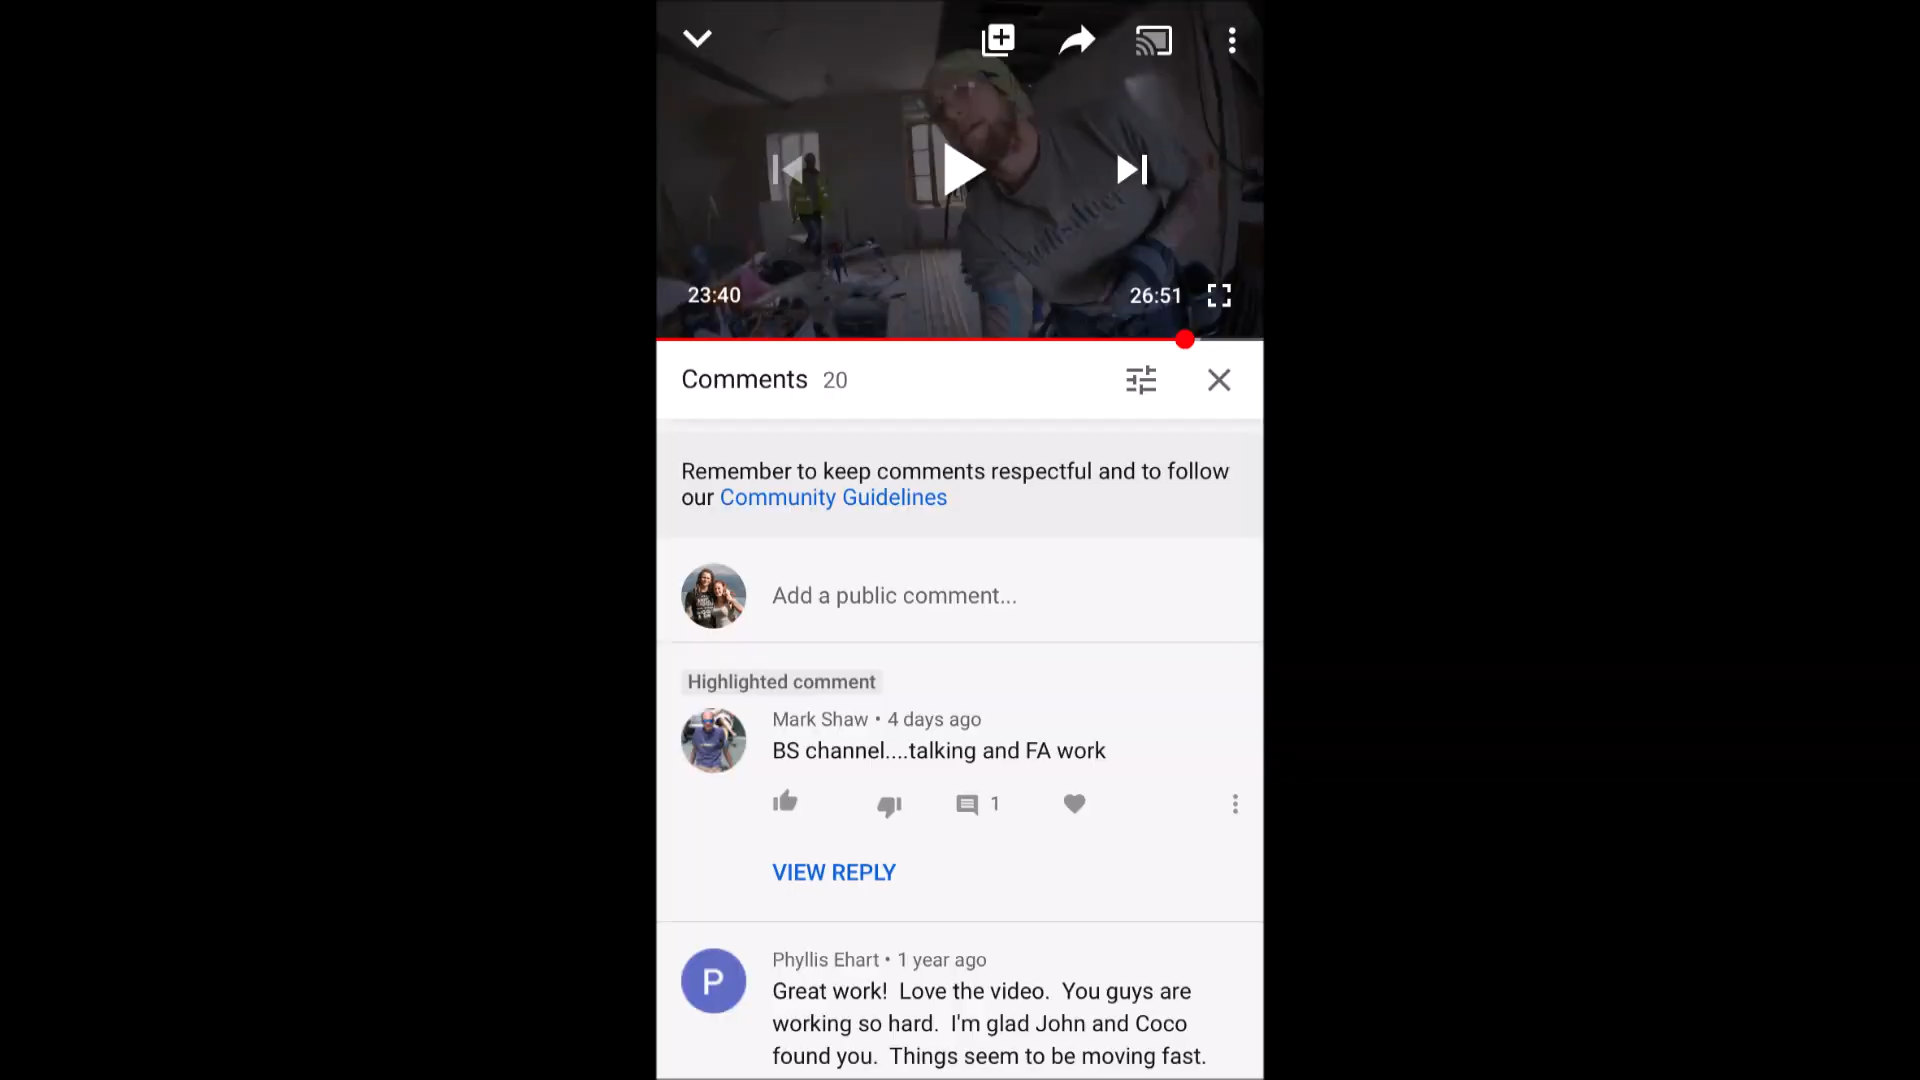 23:40
26:51
Comments 20
Remember to keep comments respectful and to follow
our Community Guidelines
Add a public comment...
Highlighted comment
Mark Shaw • 4 days ago
BS channel....talking and FA work
1
VIEW REPLY
P
Phyllis Ehart • 1 year ago
Great work!  Love the video.  You guys are
working so hard.  I'm glad John and Coco
found you.  Things seem to be moving fast.